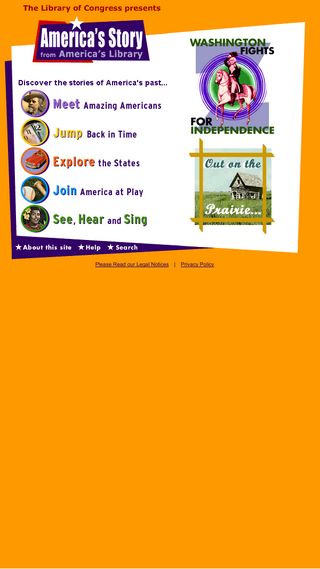 The Library of Congress presents
America's Story
from America's Library
Discover the stories of America's past...
Meet Amazing Americans
Jump Back in Time
Explore the States
Join America at Play
See, Hear and Sing
WASHINGTON
FIGHTS
FOR
INDEPENDENCE
Out on the
Prairie...
About this site
Help
Search
Please Read our Legal Notices | Privacy Policy